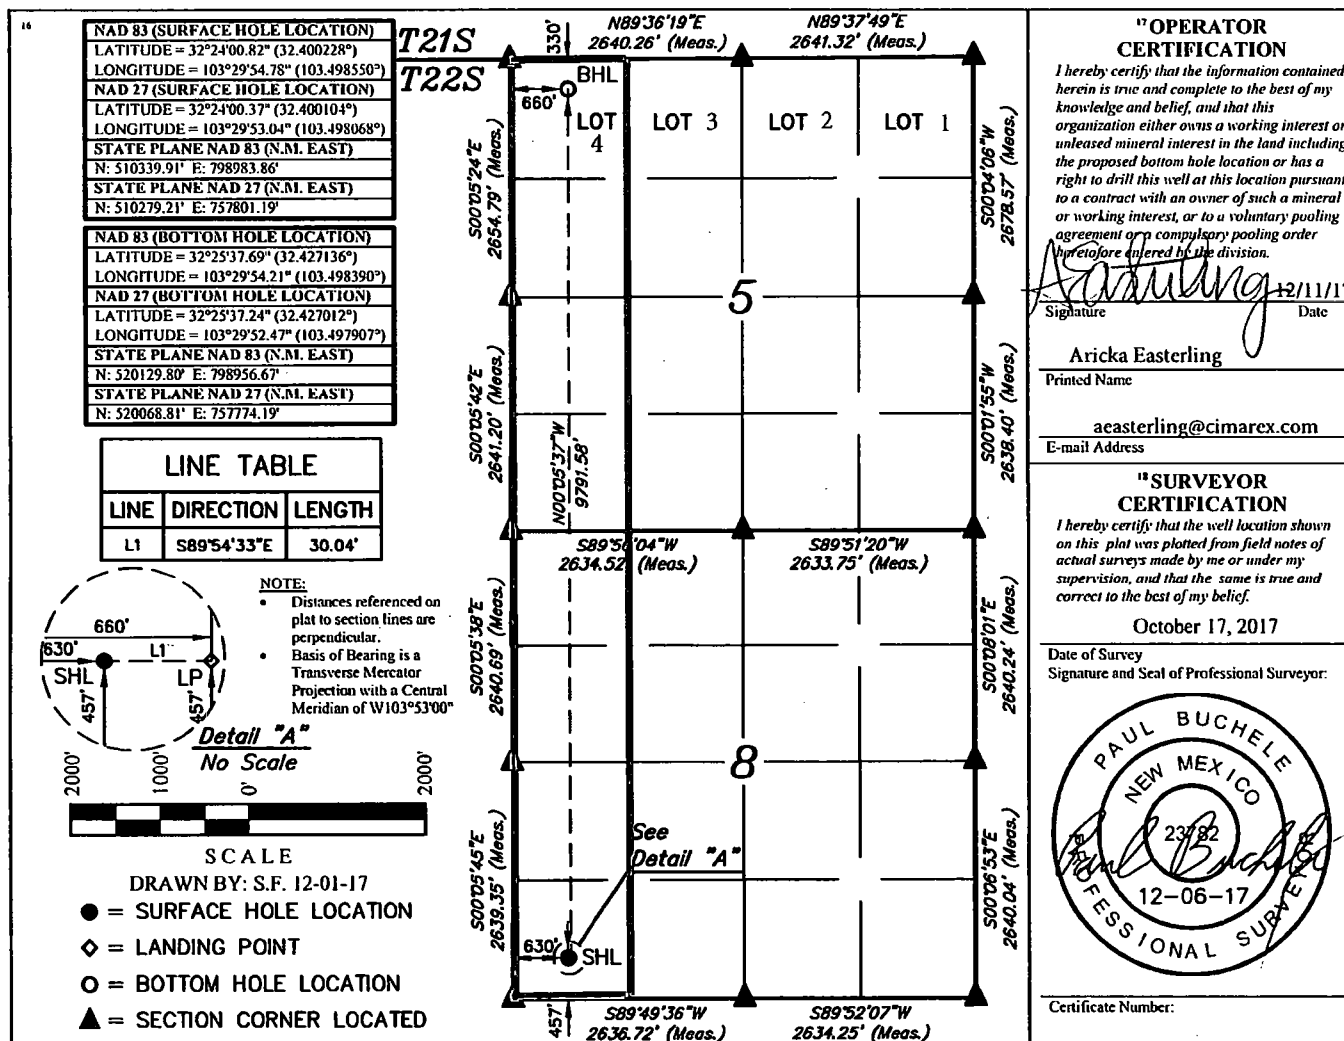 16
NAD 83 (SURFACE HOLE LOCATION)
LATITUDE = 32°24'00.82" (32.400228°)
LONGITUDE = 103°29'54.78" (103.498550°)
NAD 27 (SURFACE HOLE LOCATION)
LATITUDE = 32°24'00.37" (32.400104°)
LONGITUDE = 103°29'53.04" (103.498068°)
STATE PLANE NAD 83 (N.M. EAST)
N: 510339.91' E: 798983.86'
STATE PLANE NAD 27 (N.M. EAST)
N: 510279.21' E: 757801.19'
NAD 83 (BOTTOM HOLE LOCATION)
LATITUDE = 32°25'37.69" (32.427136°)
LONGITUDE = 103°29'54.21" (103.498390°)
NAD 27 (BOTTOM HOLE LOCATION)
LATITUDE = 32°25'37.24" (32.427012°)
LONGITUDE = 103°29'52.47" (103.497907°)
STATE PLANE NAD 83 (N.M. EAST)
N: 520129.80' E: 798956.67'
STATE PLANE NAD 27 (N.M. EAST)
N: 520068.81' E: 757774.19'
LINE TABLE
LINE DIRECTION LENGTH
L1 S89°54'33"E 30.04'
660'
630' L1
SHL LP
457' 457'
Detail "A"
No Scale
NOTE:
• Distances referenced on
plat to section lines are
perpendicular.
• Basis of Bearing is a
Transverse Mercator
Projection with a Central
Meridian of W103°53'00"
2000' 1000' 0' 2000'
SCALE
DRAWN BY: S.F. 12-01-17
= SURFACE HOLE LOCATION
= LANDING POINT
= BOTTOM HOLE LOCATION
= SECTION CORNER LOCATED
T21S
T22S
330'
N89°36'19"E
2640.26' (Meas.)
N89°37'49"E
2641.32' (Meas.)
BHL
660'
LOT
4
LOT 3
LOT 2
LOT 1
S00°05'24"E
2654.79' (Meas.)
S00°04'06"W
2678.57' (Meas.)
5
S00°05'42"E
2641.20' (Meas.)
N00°05'37"W
9791.58'
S00°01'55"W
2638.40' (Meas.)
S89°56'04"W
2634.52' (Meas.)
S89°51'20"W
2633.75' (Meas.)
S00°05'38"E
2640.69' (Meas.)
S00°08'01"E
2640.24' (Meas.)
8
See
Detail "A"
S00°05'45"E
2639.35' (Meas.)
S00°06'53"E
2640.04' (Meas.)
630'
SHL
457'
S89°49'36"W
2636.72' (Meas.)
S89°52'07"W
2634.25' (Meas.)
17 OPERATOR
CERTIFICATION
I hereby certify that the information contained
herein is true and complete to the best of my
knowledge and belief, and that this
organization either owns a working interest or
unleased mineral interest in the land including
the proposed bottom hole location or has a
right to drill this well at this location pursuant
to a contract with an owner of such a mineral
or working interest, or to a voluntary pooling
agreement or a compulsory pooling order
heretofore entered by the division.
AEasterling 12/11/17
Signature Date
Aricka Easterling
Printed Name
aeasterling@cimarex.com
E-mail Address
18 SURVEYOR
CERTIFICATION
I hereby certify that the well location shown
on this plat was plotted from field notes of
actual surveys made by me or under my
supervision, and that the same is true and
correct to the best of my belief.
October 17, 2017
Date of Survey
Signature and Seal of Professional Surveyor:
PAUL BUCHELE
NEW MEXICO
23782
Paul Buchele
12-06-17
PROFESSIONAL SURVEYOR
Certificate Number: